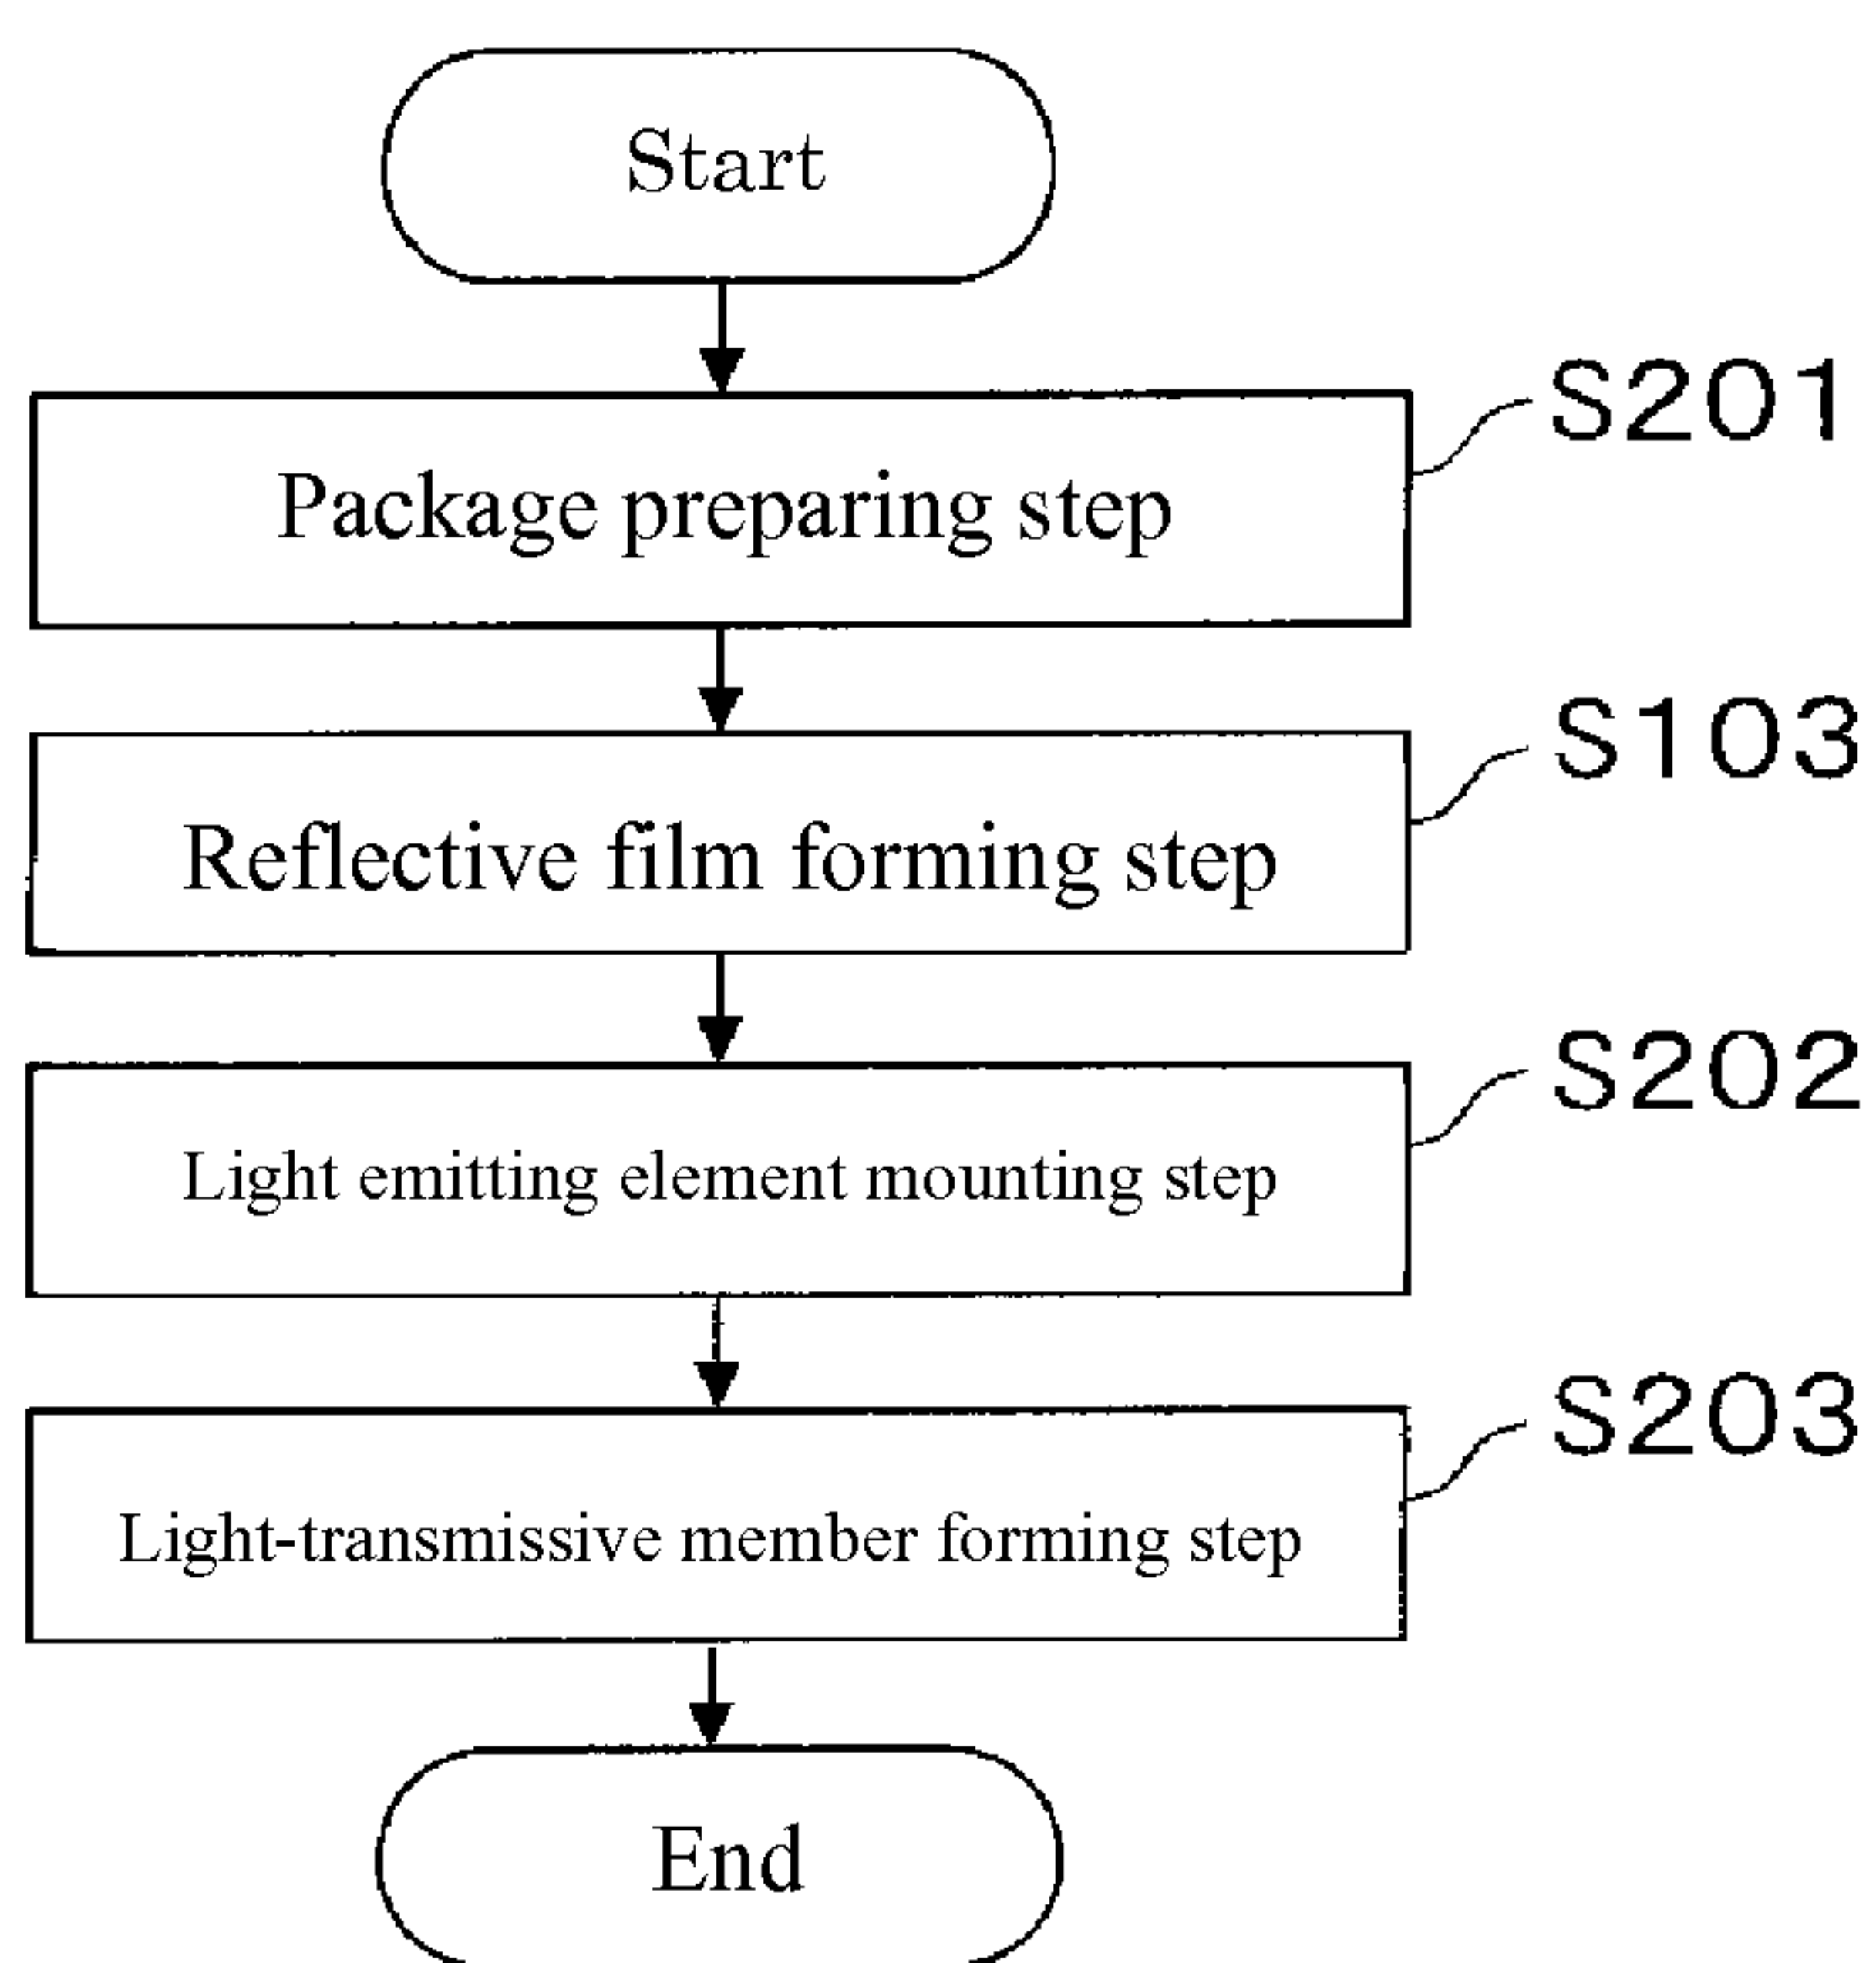 Start
S201
Package preparing step
S103
Reflective film forming step
S202
Light emitting element mounting step
S203
Light-transmissive member forming step
End